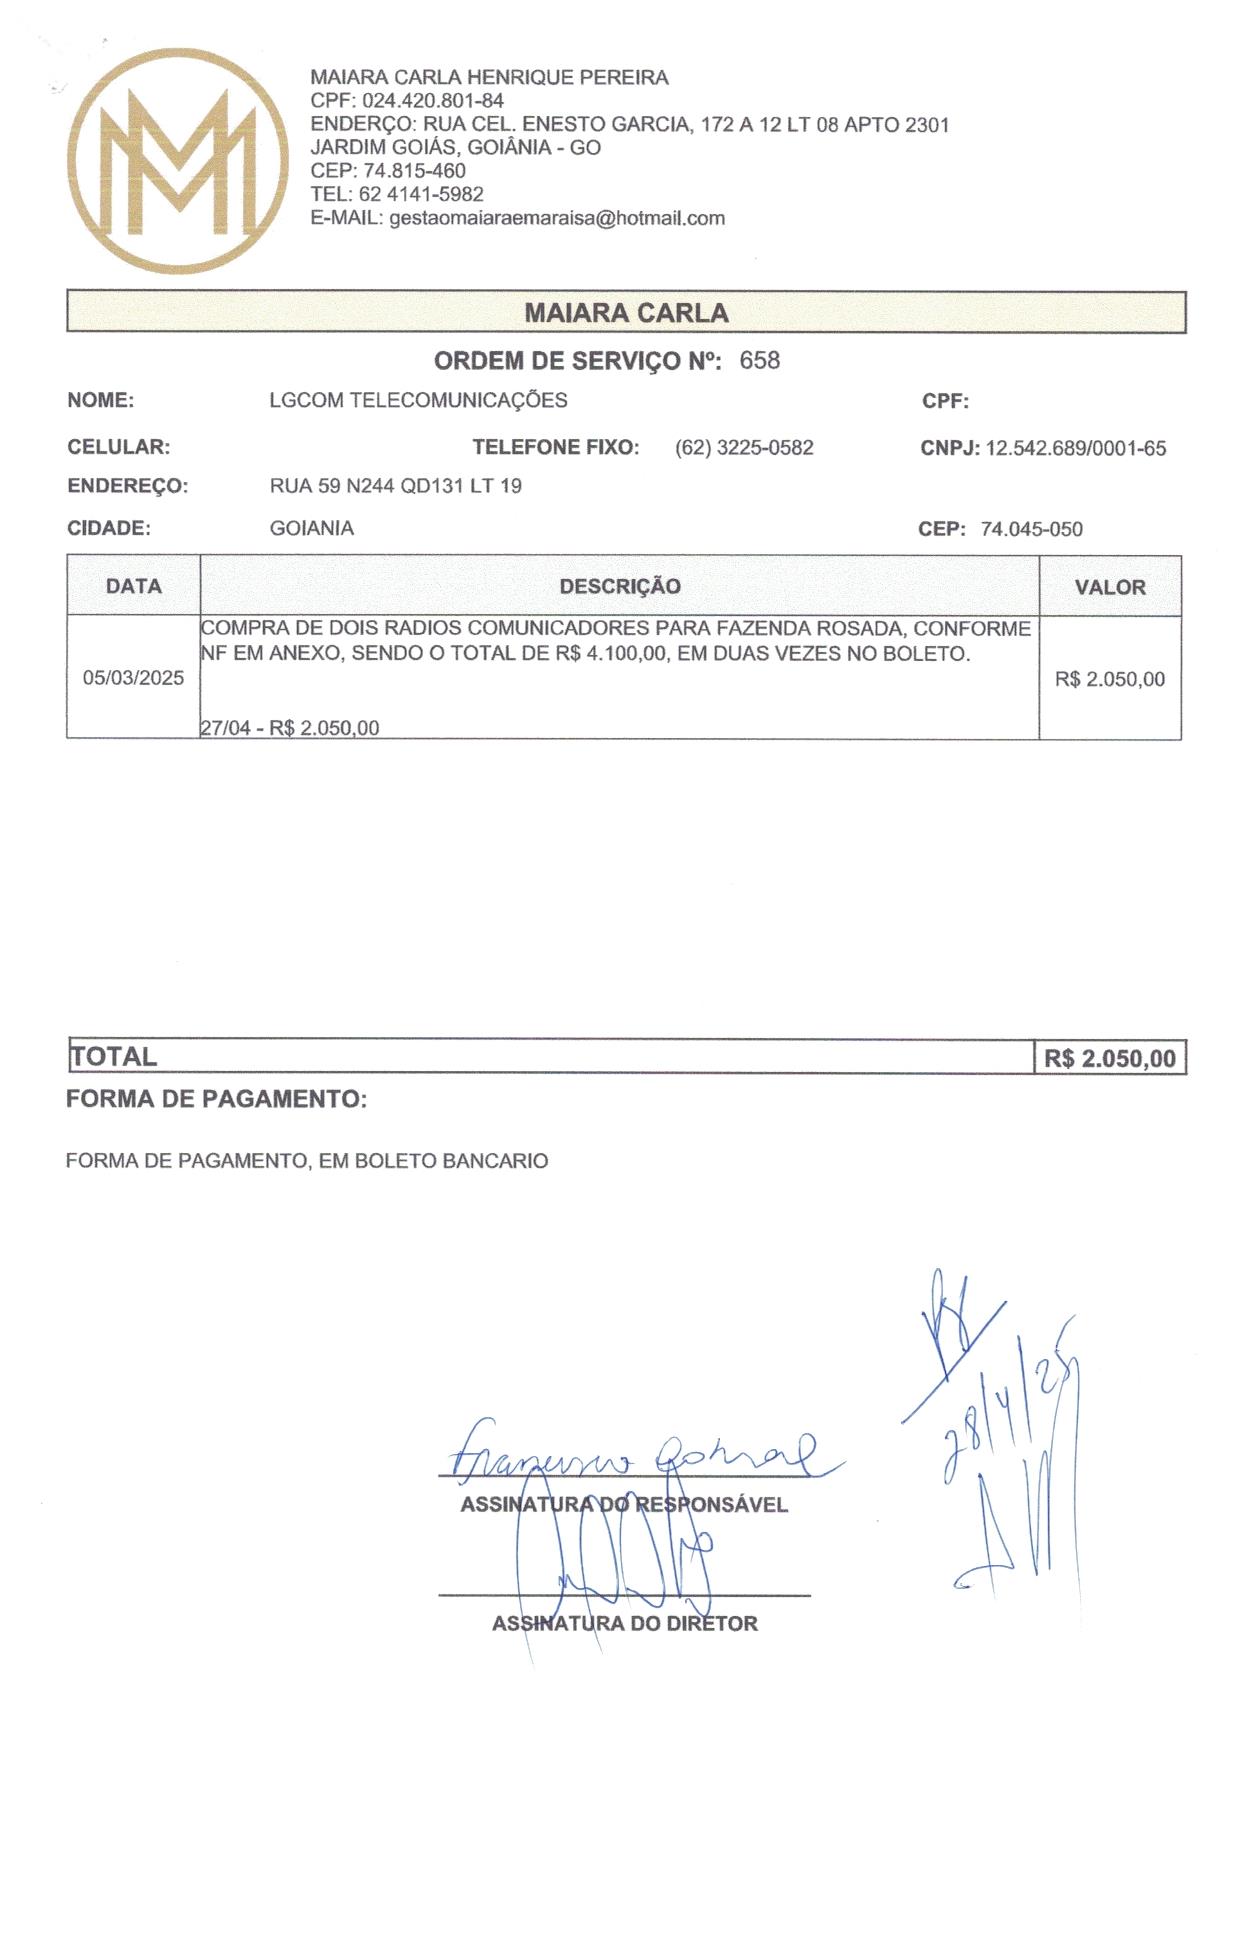 MM
MAIARA CARLA HENRIQUE PEREIRA
CPF: 024.420.801-84
ENDERÇO: RUA CEL. ENESTO GARCIA, 172 A 12 LT 08 APTO 2301
JARDIM GOIÁS, GOIÂNIA - GO
CEP: 74.815-460
TEL: 62 4141-5982
E-MAIL: gestaomaiaraemaraisa@hotmail.com
MAIARA CARLA
ORDEM DE SERVIÇO Nº: 658
NOME: LGCOM TELECOMUNICAÇÕES CPF:
CELULAR: TELEFONE FIXO: (62) 3225-0582 CNPJ: 12.542.689/0001-65
ENDEREÇO: RUA 59 N244 QD131 LT 19
CIDADE: GOIANIA CEP: 74.045-050
DATA DESCRIÇÃO VALOR
COMPRA DE DOIS RADIOS COMUNICADORES PARA FAZENDA ROSADA, CONFORME
NF EM ANEXO, SENDO O TOTAL DE R$ 4.100,00, EM DUAS VEZES NO BOLETO.
05/03/2025 R$ 2.050,00
27/04 - R$ 2.050,00
TOTAL R$ 2.050,00
FORMA DE PAGAMENTO:
FORMA DE PAGAMENTO, EM BOLETO BANCARIO
28/4/25
ASSINATURA DO RESPONSÁVEL
ASSINATURA DO DIRETOR